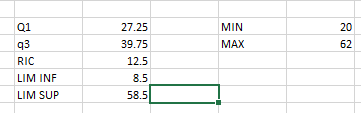 Q1 27.25 MIN 20
q3 39.75 MAX 62
RIC 12.5
LIM INF 8.5
LIM SUP 58.5